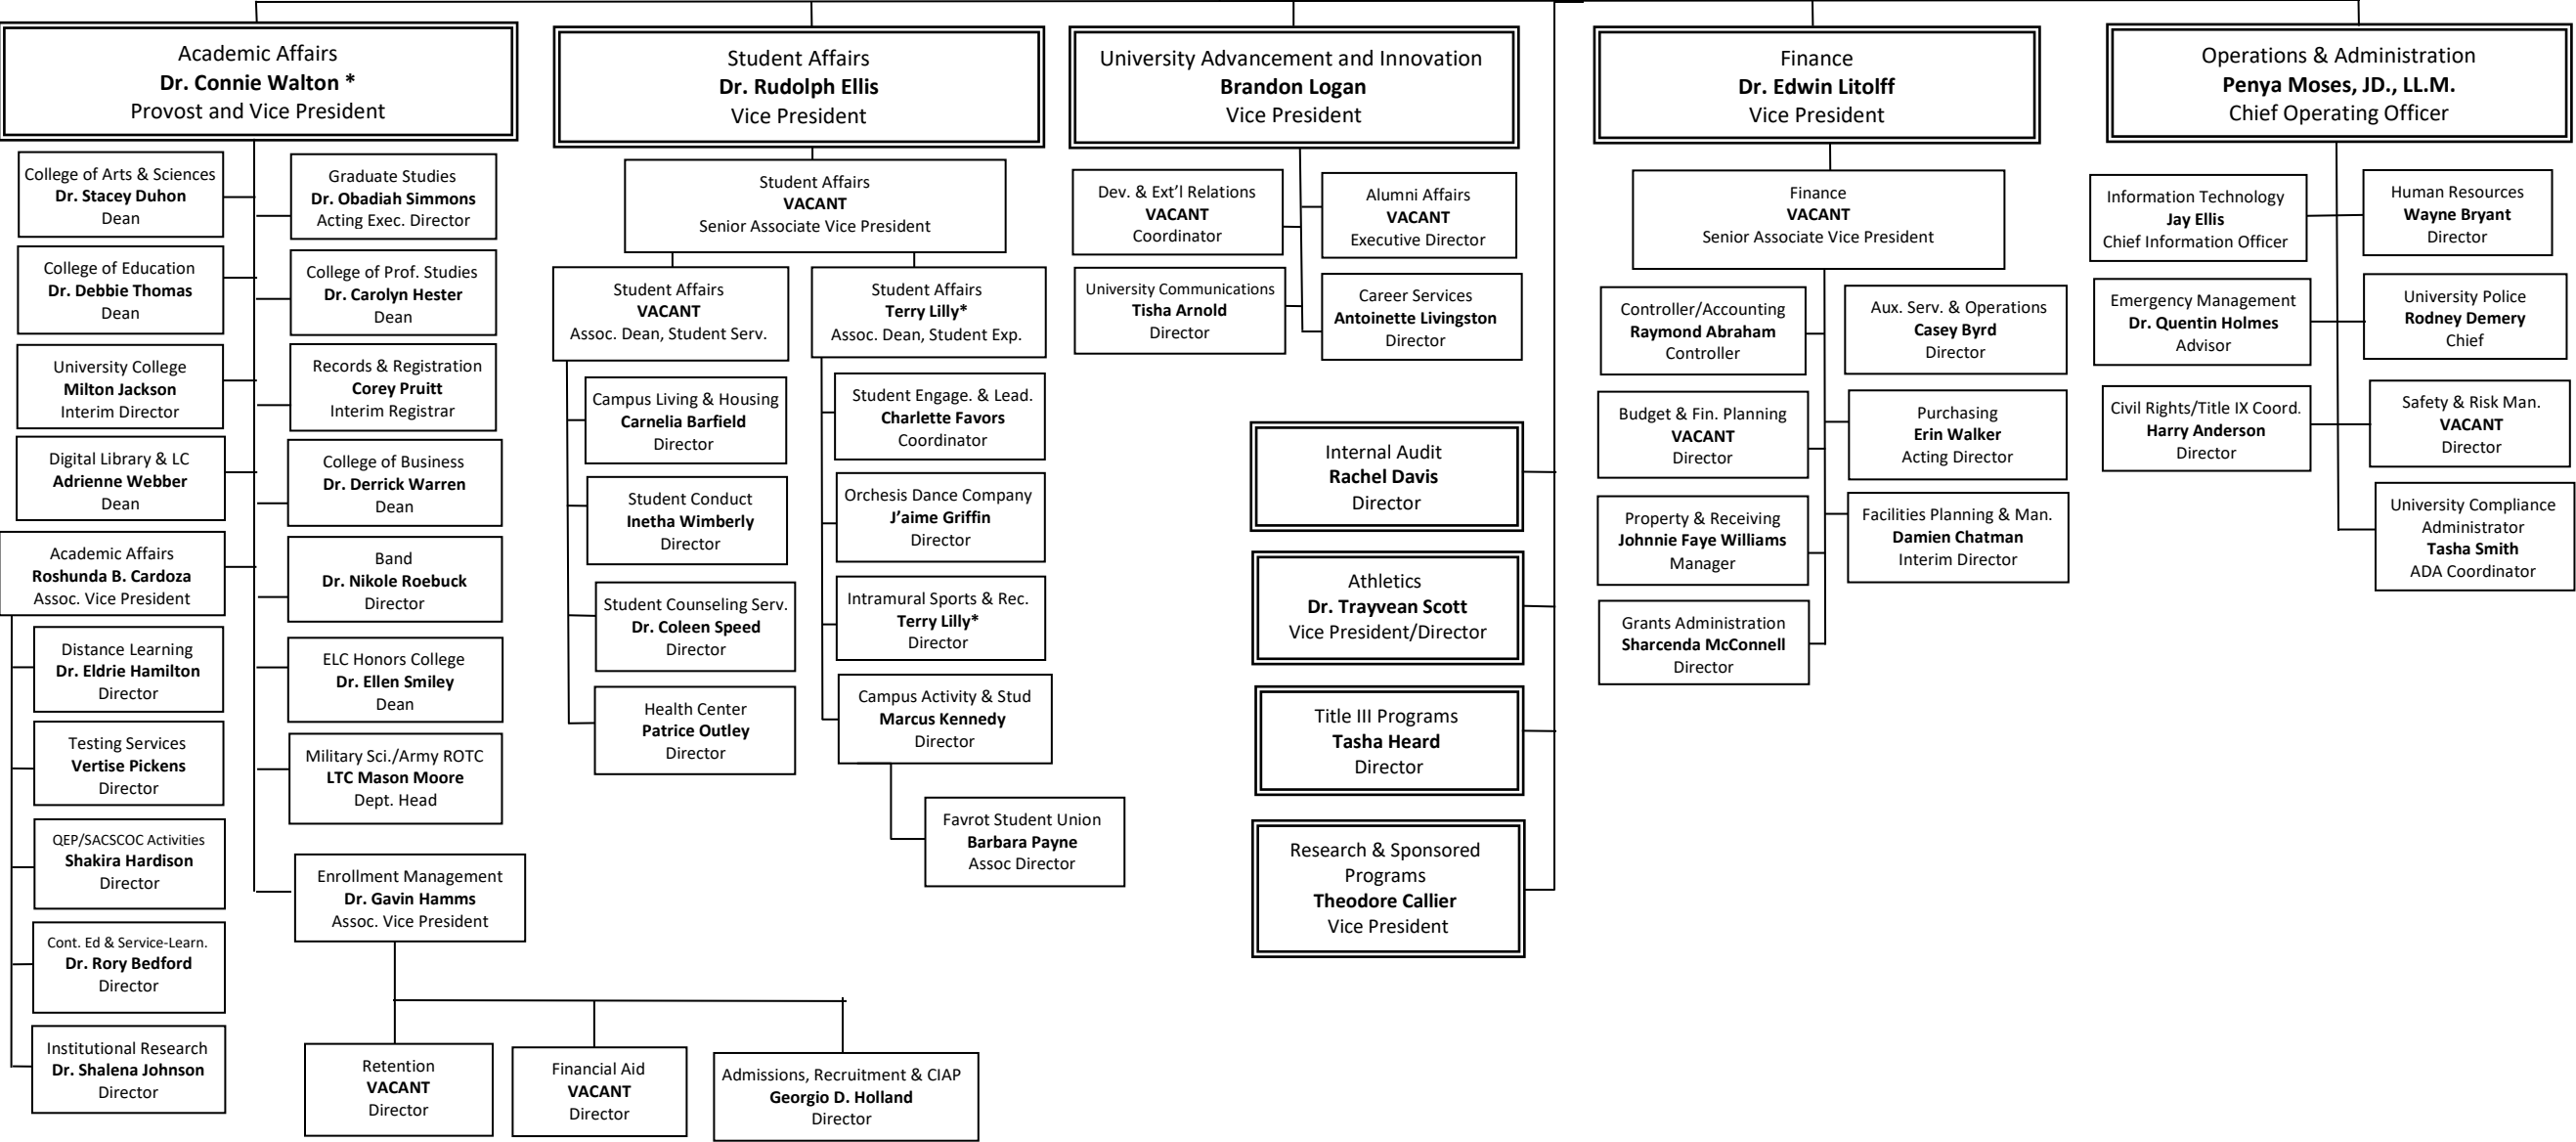 Academic Affairs
Dr. Connie Walton *
Provost and Vice President
College of Arts & Sciences
Dr. Stacey Duhon
Dean
Graduate Studies
Dr. Obadiah Simmons
Acting Exec. Director
College of Education
Dr. Debbie Thomas
Dean
College of Prof. Studies
Dr. Carolyn Hester
Dean
University College
Milton Jackson
Interim Director
Records & Registration
Corey Pruitt
Interim Registrar
Digital Library & LC
Adrienne Webber
Dean
College of Business
Dr. Derrick Warren
Dean
Academic Affairs
Roshunda B. Cardoza
Assoc. Vice President
Band
Dr. Nikole Roebuck
Director
Distance Learning
Dr. Eldrie Hamilton
Director
ELC Honors College
Dr. Ellen Smiley
Dean
Testing Services
Vertise Pickens
Director
Military Sci./Army ROTC
LTC Mason Moore
Dept. Head
QEP/SACSCOC Activities
Shakira Hardison
Director
Enrollment Management
Dr. Gavin Hamms
Assoc. Vice President
Cont. Ed & Service-Learn.
Dr. Rory Bedford
Director
Institutional Research
Dr. Shalena Johnson
Director
Retention
VACANT
Director
Financial Aid
VACANT
Director
Admissions, Recruitment & CIAP
Georgio D. Holland
Director
Student Affairs
Dr. Rudolph Ellis
Vice President
Student Affairs
VACANT
Senior Associate Vice President
Student Affairs
VACANT
Assoc. Dean, Student Serv.
Student Affairs
Terry Lilly*
Assoc. Dean, Student Exp.
Campus Living & Housing
Carnelia Barfield
Director
Student Engage. & Lead.
Charlette Favors
Coordinator
Student Conduct
Inetha Wimberly
Director
Orchesis Dance Company
J'aime Griffin
Director
Student Counseling Serv.
Dr. Coleen Speed
Director
Intramural Sports & Rec.
Terry Lilly*
Director
Health Center
Patrice Outley
Director
Campus Activity & Stud
Marcus Kennedy
Director
Favrot Student Union
Barbara Payne
Assoc Director
University Advancement and Innovation
Brandon Logan
Vice President
Dev. & Ext'l Relations
VACANT
Coordinator
Alumni Affairs
VACANT
Executive Director
University Communications
Tisha Arnold
Director
Career Services
Antoinette Livingston
Director
Internal Audit
Rachel Davis
Director
Athletics
Dr. Trayvean Scott
Vice President/Director
Title III Programs
Tasha Heard
Director
Research & Sponsored
Programs
Theodore Callier
Vice President
Finance
Dr. Edwin Litolff
Vice President
Finance
VACANT
Senior Associate Vice President
Controller/Accounting
Raymond Abraham
Controller
Aux. Serv. & Operations
Casey Byrd
Director
Budget & Fin. Planning
VACANT
Director
Purchasing
Erin Walker
Acting Director
Property & Receiving
Johnnie Faye Williams
Manager
Facilities Planning & Man.
Damien Chatman
Interim Director
Grants Administration
Sharcenda McConnell
Director
Operations & Administration
Penya Moses, JD., LL.M.
Chief Operating Officer
Information Technology
Jay Ellis
Chief Information Officer
Human Resources
Wayne Bryant
Director
Emergency Management
Dr. Quentin Holmes
Advisor
University Police
Rodney Demery
Chief
Civil Rights/Title IX Coord.
Harry Anderson
Director
Safety & Risk Man.
VACANT
Director
University Compliance
Administrator
Tasha Smith
ADA Coordinator